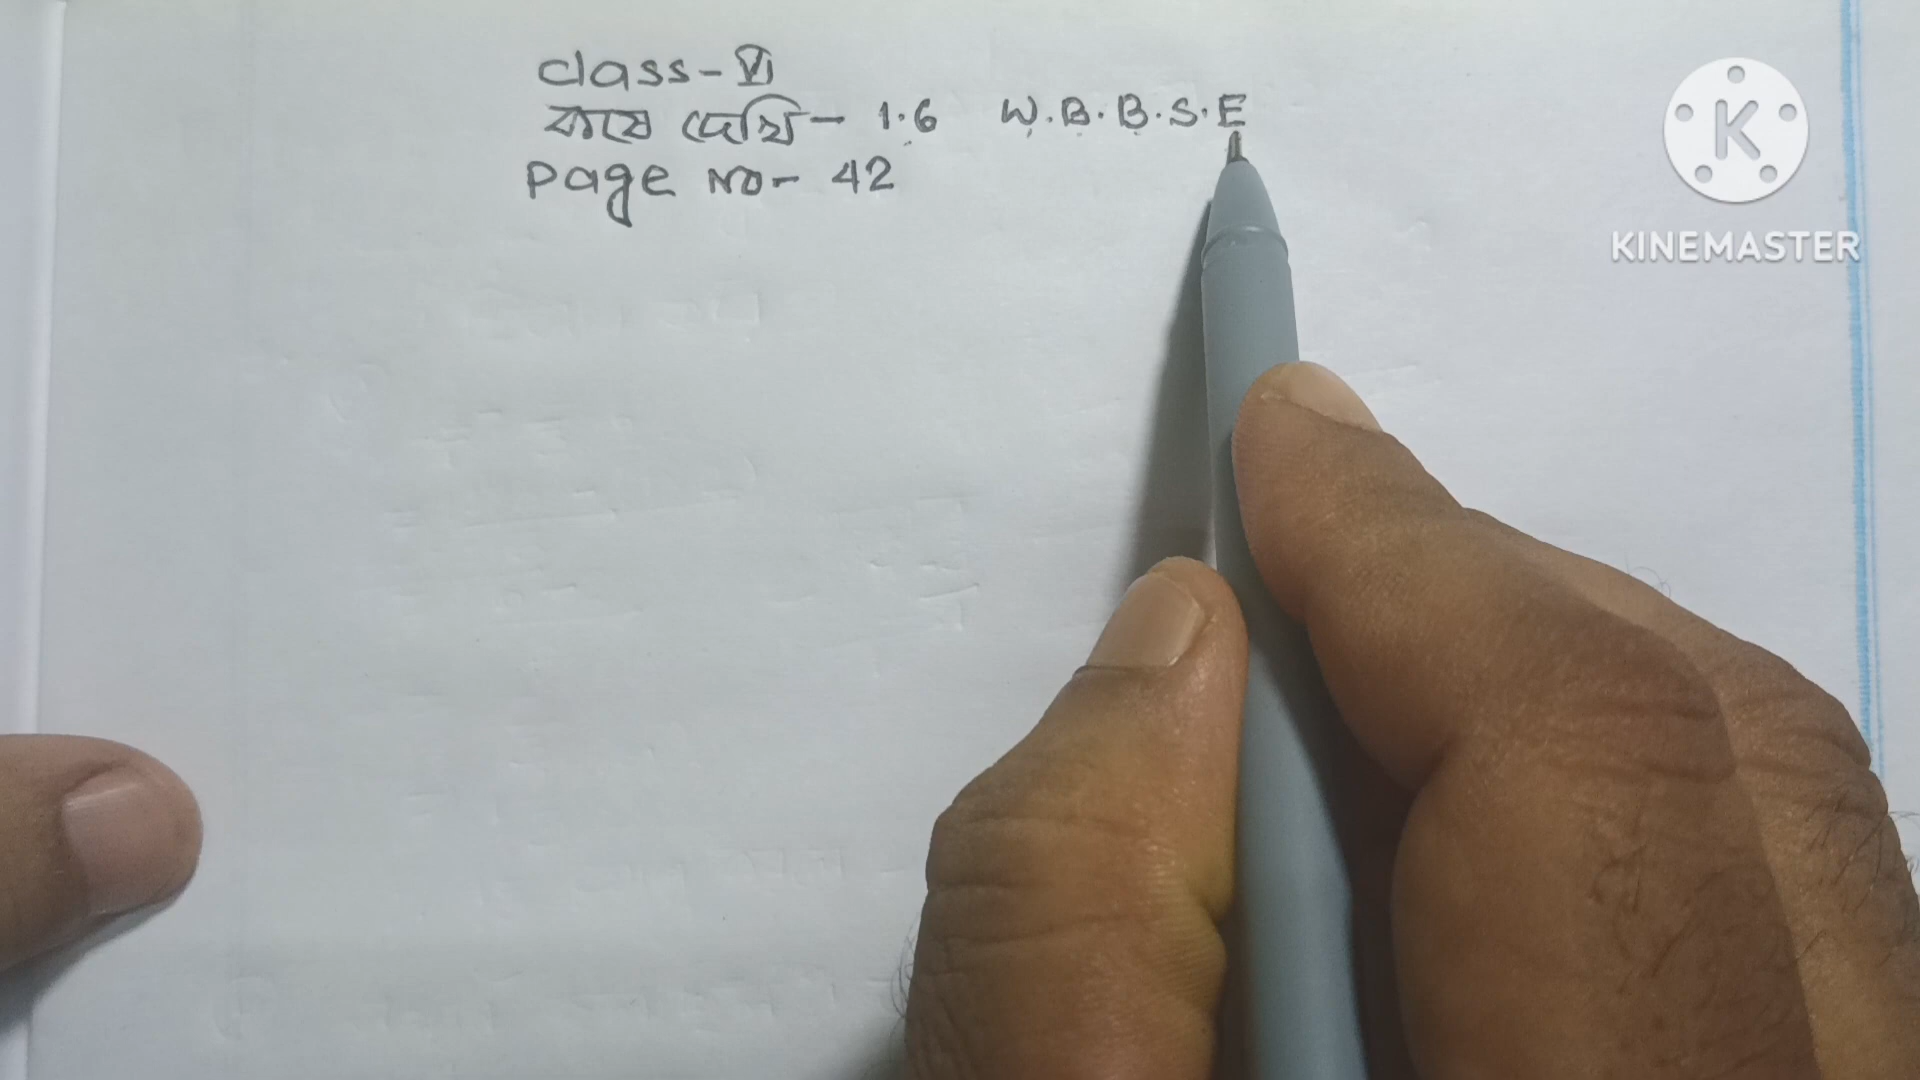 class-VI
কষে দেখি- 1.6 W.B.B.S.E
Page No- 42
K
KINEMASTER